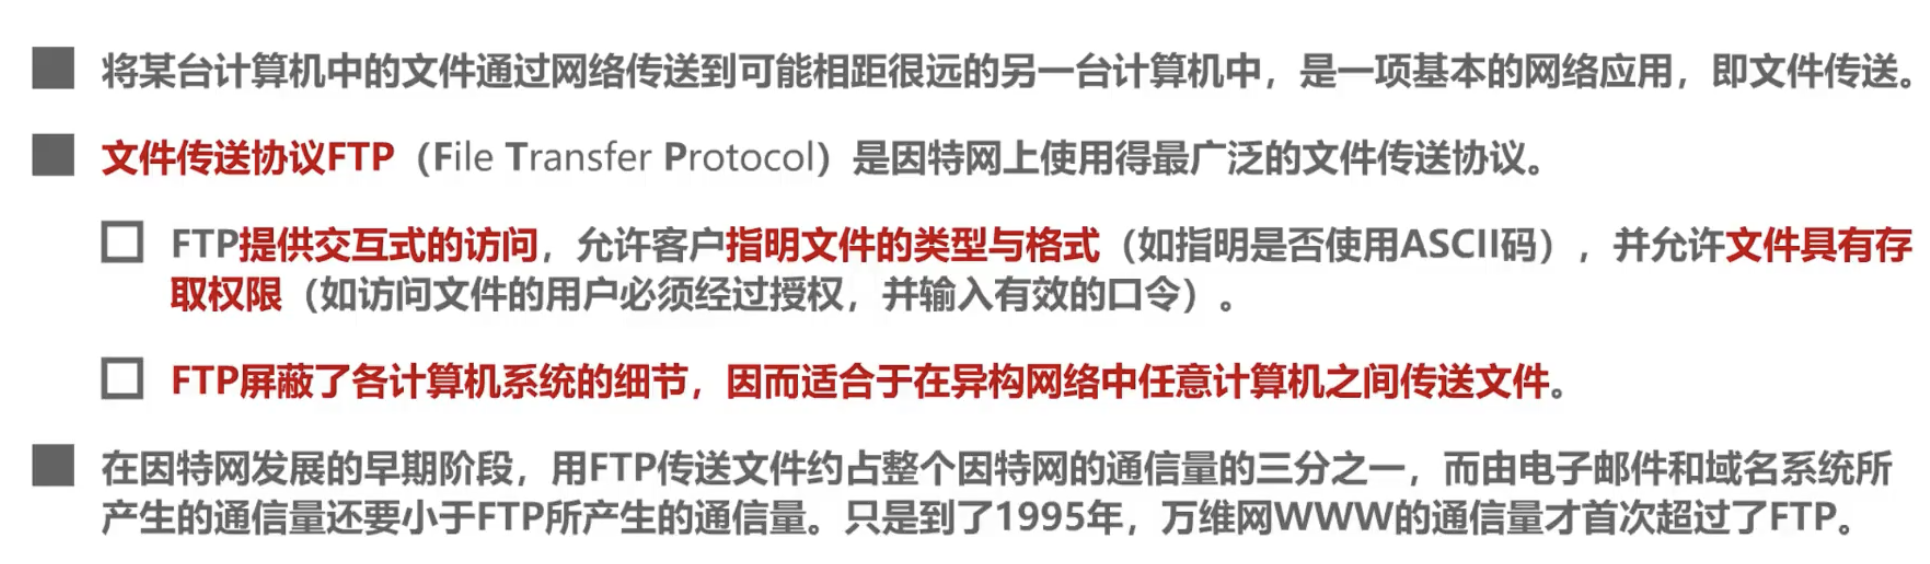 将某台计算机中的文件通过网络传送到可能相距很远的另一台计算机中，是一项基本的网络应用，即文件传送。
文件传送协议FTP（File Transfer Protocol）是因特网上使用得最广泛的文件传送协议。
FTP提供交互式的访问，允许客户指明文件的类型与格式（如指明是否使用ASCII码），并允许文件具有存
取权限（如访问文件的用户必须经过授权，并输入有效的口令）。
FTP屏蔽了各计算机系统的细节，因而适合于在异构网络中任意计算机之间传送文件。
在因特网发展的早期阶段，用FTP传送文件约占整个因特网的通信量的三分之一，而由电子邮件和域名系统所
产生的通信量还要小于FTP所产生的通信量。只是到了1995年，万维网WWW的通信量才首次超过了FTP。